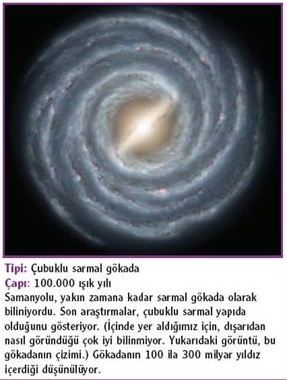 Tipi: Çubuklu sarmal gökada
Çapı: 100.000 ışık yılı
Samanyolu, yakın zamana kadar sarmal gökada olarak
biliniyordu. Son araştırmalar, çubuklu sarmal yapıda
olduğunu gösteriyor. (İçinde yer aldığımız için, dışarıdan
nasıl göründüğü çok iyi bilinmiyor. Yukarıdaki görüntü, bu
gökadanın çizimi.) Gökadanın 100 ila 300 milyar yıldız
içerdiği düşünülüyor.